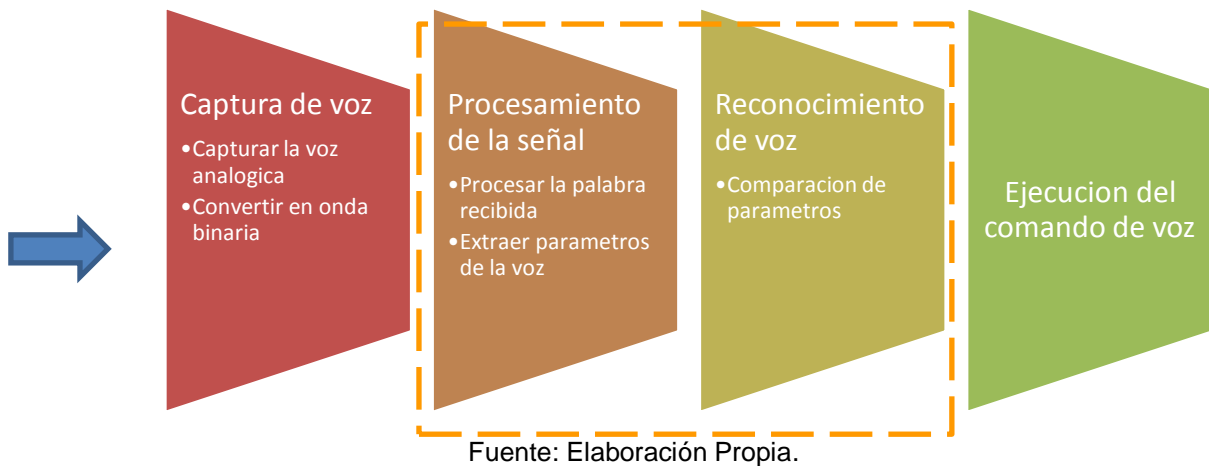 Captura de voz
•Capturar la voz
analogica
•Convertir en onda
binaria
Procesamiento
de la señal
•Procesar la palabra
recibida
•Extraer parametros
de la voz
Reconocimiento
de voz
•Comparacion de
parametros
Ejecucion del
comando de voz
Fuente: Elaboración Propia.